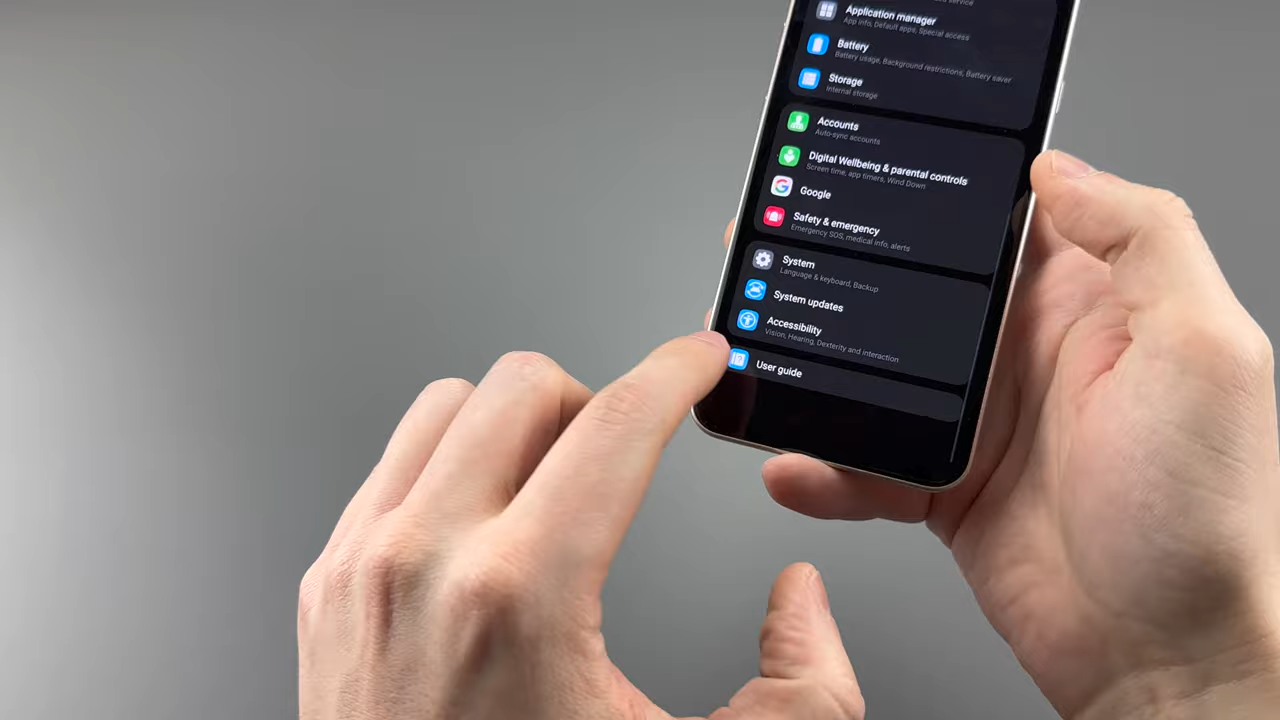 service
Application manager
App info, Default apps, Special access
Battery
Battery usage, Background restrictions, Battery saver
Storage
Internal storage
Accounts
Auto-sync accounts
Digital Wellbeing & parental controls
Screen time, app timers, Wind Down
Google
Safety & emergency
Emergency SOS, medical info, alerts
System
Language & keyboard, Backup
System updates
Accessibility
Vision, Hearing, Dexterity and interaction
User guide